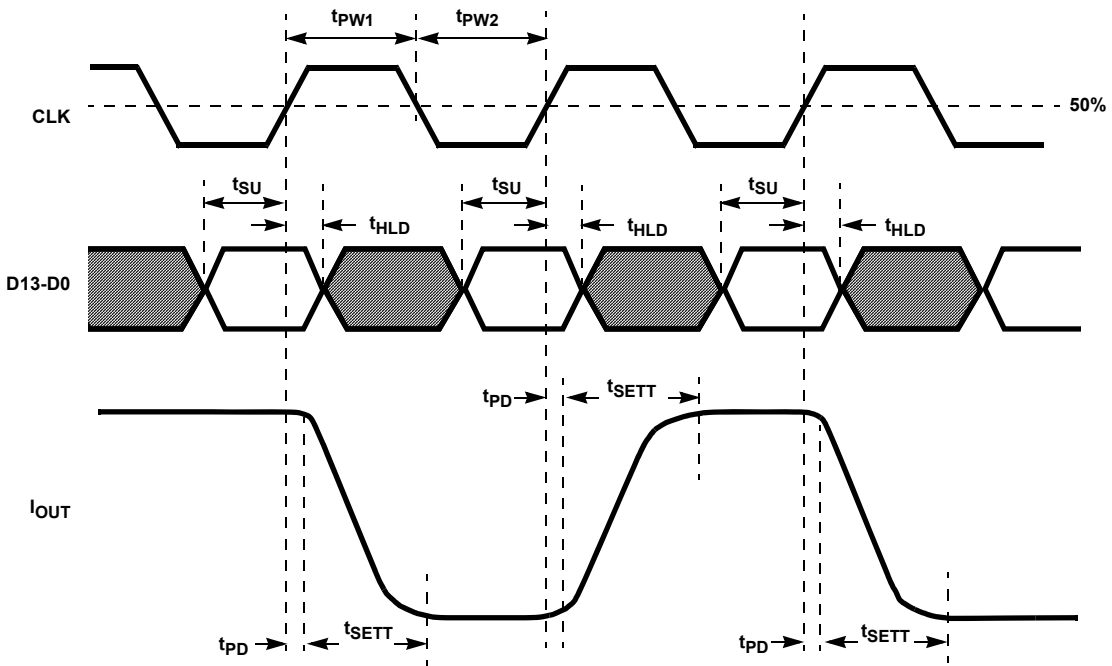 tPW1 tPW2
CLK
50%
tSU tSU tSU
tHLD tHLD tHLD
D13-D0
tPD tSETT
IOUT
tPD tSETT tPD tSETT